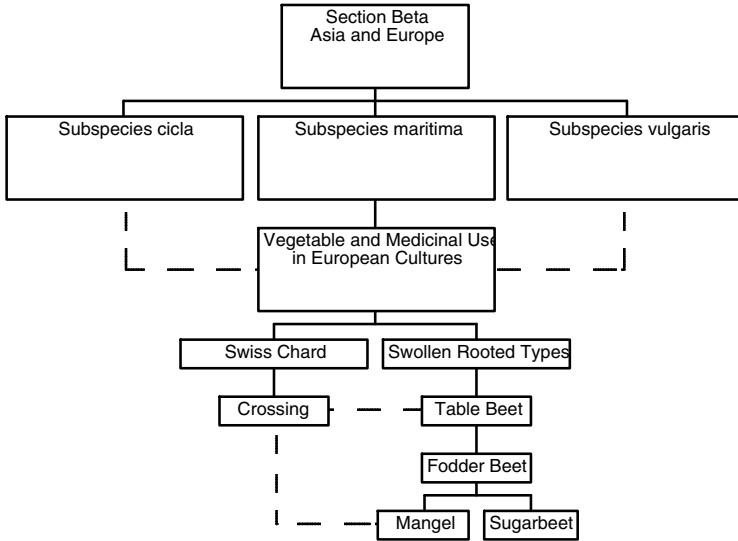 Section Beta
Asia and Europe
Subspecies cicla
Subspecies maritima
Subspecies vulgaris
Vegetable and Medicinal Use
in European Cultures
Swiss Chard
Swollen Rooted Types
Crossing
Table Beet
Fodder Beet
Mangel
Sugarbeet